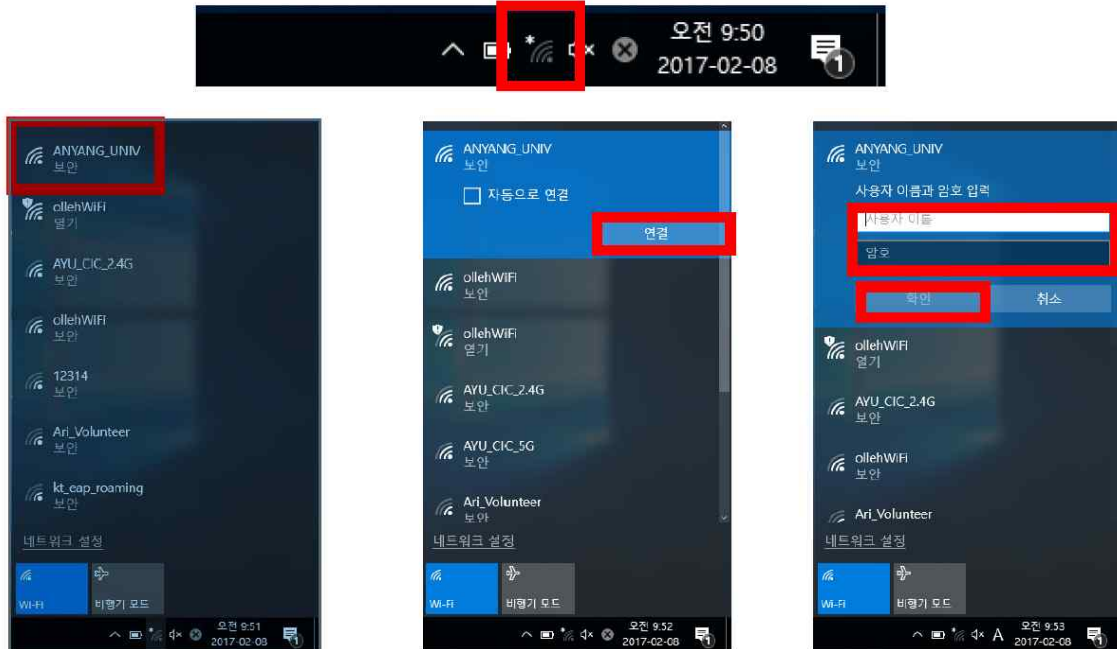 오전 9:50
2017-02-08
1
ANYANG_UNIV
보안
ollehWiFi
열기
AYU_CIC_2.4G
보안
ollehWiFi
보안
12314
보안
Ari_Volunteer
보안
kt_eap_roaming
보안
네트워크 설정
Wi-Fi
비행기 모드
오전 9:51
2017-02-08
1
ANYANG_UNIV
보안
자동으로 연결
연결
ollehWiFi
보안
ollehWiFi
열기
AYU_CIC_2.4G
보안
AYU_CIC_5G
보안
Ari_Volunteer
보안
네트워크 설정
Wi-Fi
비행기 모드
오전 9:52
2017-02-08
1
ANYANG_UNIV
보안
사용자 이름과 암호 입력
사용자 이름
암호
확인 취소
ollehWiFi
열기
AYU_CIC_2.4G
보안
ollehWiFi
보안
Ari_Volunteer
네트워크 설정
Wi-Fi
비행기 모드
A
오전 9:53
2017-02-08
1